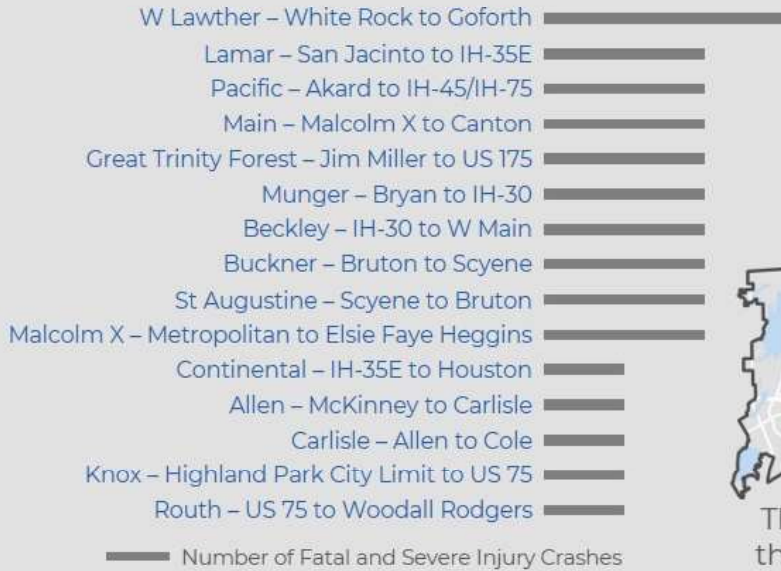 W Lawther – White Rock to Goforth
Lamar – San Jacinto to IH-35E
Pacific – Akard to IH-45/IH-75
Main – Malcolm X to Canton
Great Trinity Forest – Jim Miller to US 175
Munger – Bryan to IH-30
Beckley – IH-30 to W Main
Buckner – Bruton to Scyene
St Augustine – Scyene to Bruton
Malcolm X – Metropolitan to Elsie Faye Heggins
Continental – IH-35E to Houston
Allen – McKinney to Carlisle
Carlisle – Allen to Cole
Knox – Highland Park City Limit to US 75
Routh – US 75 to Woodall Rodgers
Number of Fatal and Severe Injury Crashes